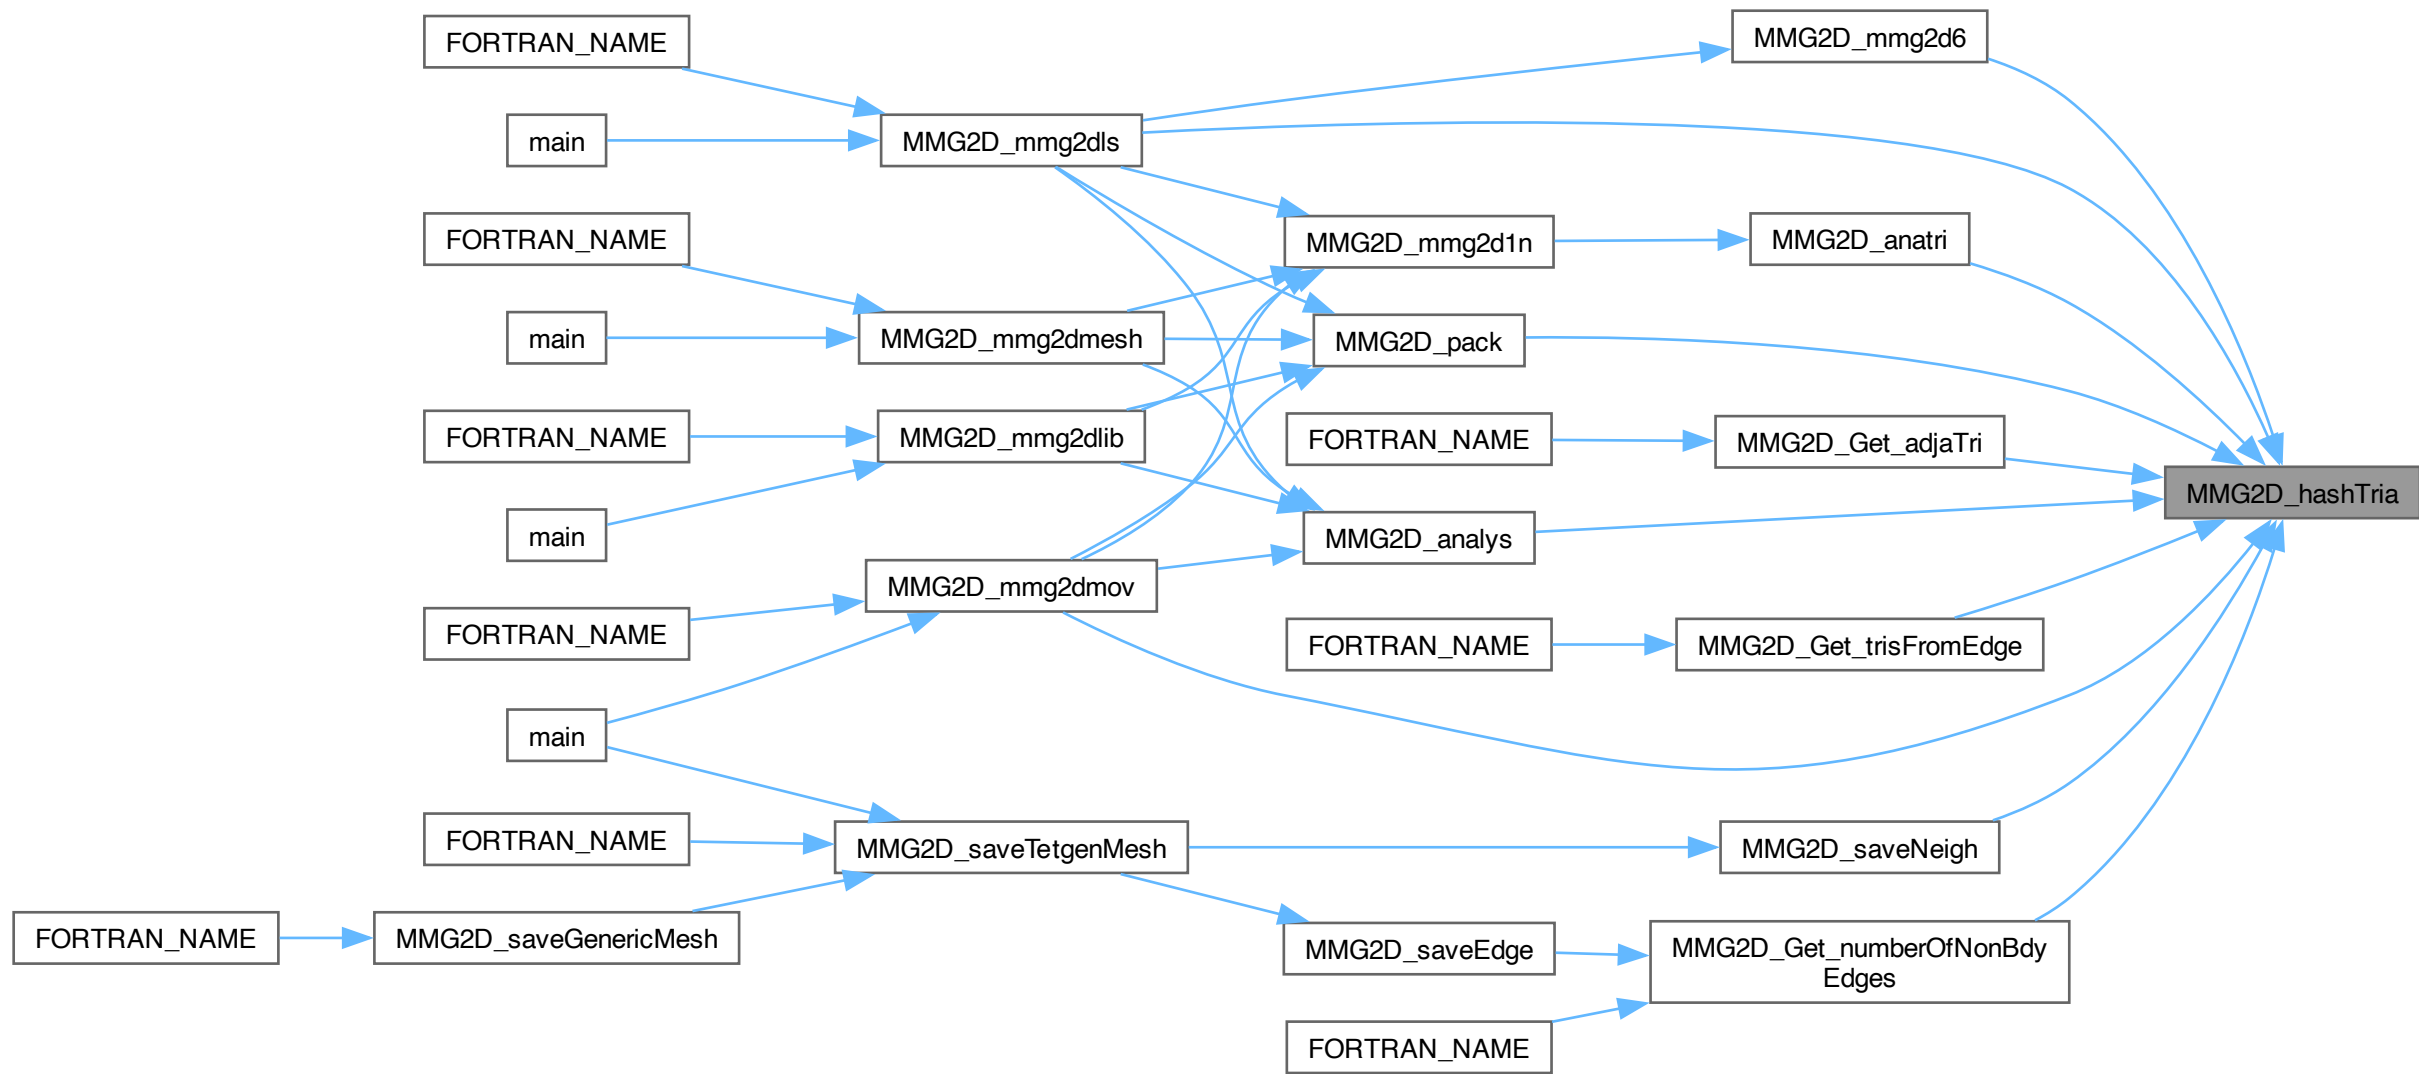 FORTRAN_NAME
main
FORTRAN_NAME
main
FORTRAN_NAME
main
FORTRAN_NAME
main
FORTRAN_NAME
FORTRAN_NAME
MMG2D_saveGenericMesh
MMG2D_mmg2dls
MMG2D_mmg2dmesh
MMG2D_mmg2dlib
MMG2D_mmg2dmov
MMG2D_saveTetgenMesh
MMG2D_mmg2d1n
MMG2D_pack
FORTRAN_NAME
MMG2D_analys
FORTRAN_NAME
MMG2D_saveEdge
FORTRAN_NAME
MMG2D_mmg2d6
MMG2D_anatri
MMG2D_Get_adjaTri
MMG2D_Get_trisFromEdge
MMG2D_saveNeigh
MMG2D_Get_numberOfNonBdy
Edges
MMG2D_hashTria